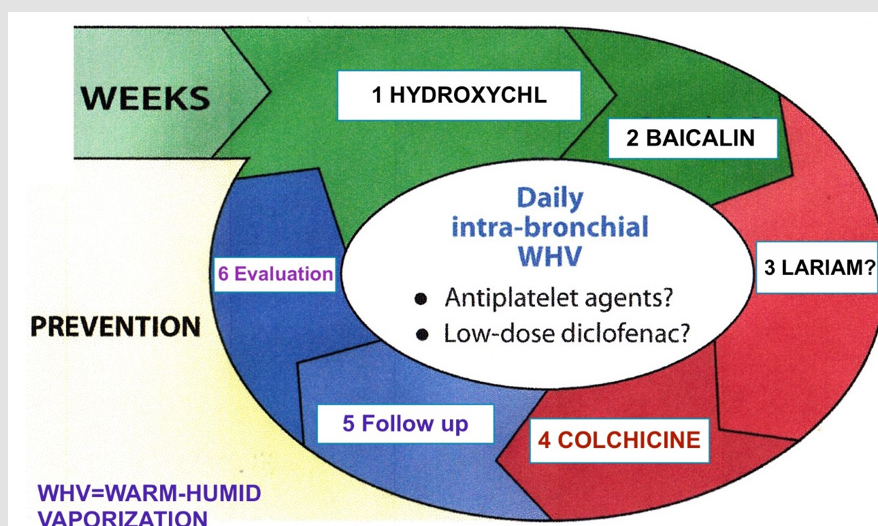 WEEKS
1 HYDROXYCHL
2 BAICALIN
3 LARIAM?
4 COLCHICINE
5 Follow up
6 Evaluation
Daily
intra-bronchial
WHV
● Antiplatelet agents?
● Low-dose diclofenac?
PREVENTION
WHV=WARM-HUMID
VAPORIZATION